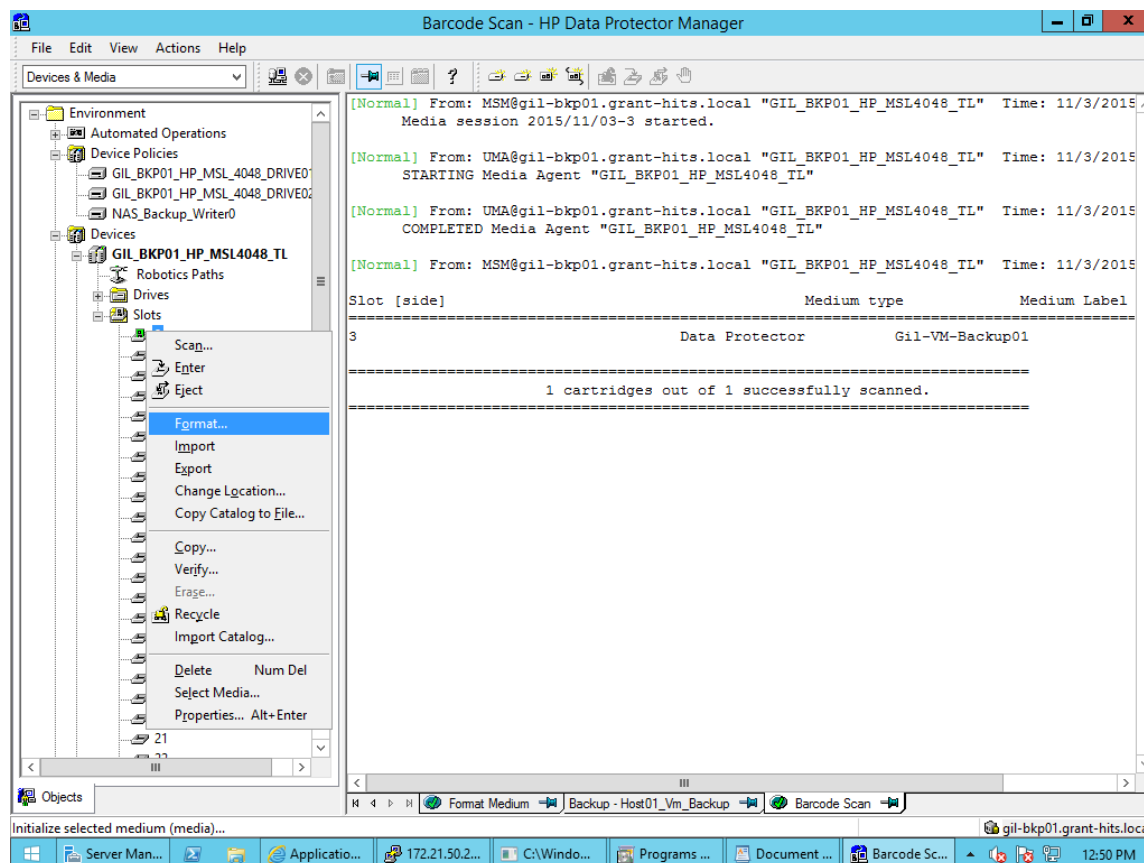 Barcode Scan - HP Data Protector Manager
File Edit View Actions Help
Devices & Media
Environment
Automated Operations
Device Policies
GIL_BKP01_HP_MSL_4048_DRIVE01
GIL_BKP01_HP_MSL_4048_DRIVE02
NAS_Backup_Writer0
Devices
GIL_BKP01_HP_MSL4048_TL
Robotics Paths
Drives
Slots
Scan...
Enter
Eject
Format...
Import
Export
Change Location...
Copy Catalog to File...
Copy...
Verify...
Erase...
Recycle
Import Catalog...
Delete Num Del
Select Media...
Properties... Alt+Enter
21
Objects
[Normal] From: MSM@gil-bkp01.grant-hits.local "GIL_BKP01_HP_MSL4048_TL" Time: 11/3/2015
Media session 2015/11/03-3 started.
[Normal] From: UMA@gil-bkp01.grant-hits.local "GIL_BKP01_HP_MSL4048_TL" Time: 11/3/2015
STARTING Media Agent "GIL_BKP01_HP_MSL4048_TL"
[Normal] From: UMA@gil-bkp01.grant-hits.local "GIL_BKP01_HP_MSL4048_TL" Time: 11/3/2015
COMPLETED Media Agent "GIL_BKP01_HP_MSL4048_TL"
[Normal] From: MSM@gil-bkp01.grant-hits.local "GIL_BKP01_HP_MSL4048_TL" Time: 11/3/2015
Slot [side] Medium type Medium Label
3 Data Protector Gil-VM-Backup01
1 cartridges out of 1 successfully scanned.
Format Medium Backup - Host01_Vm_Backup Barcode Scan
Initialize selected medium (media)... gil-bkp01.grant-hits.loca
Server Man... Applicatio... 172.21.50.2... C:\Windo... Programs ... Document ... Barcode Sc... 12:50 PM